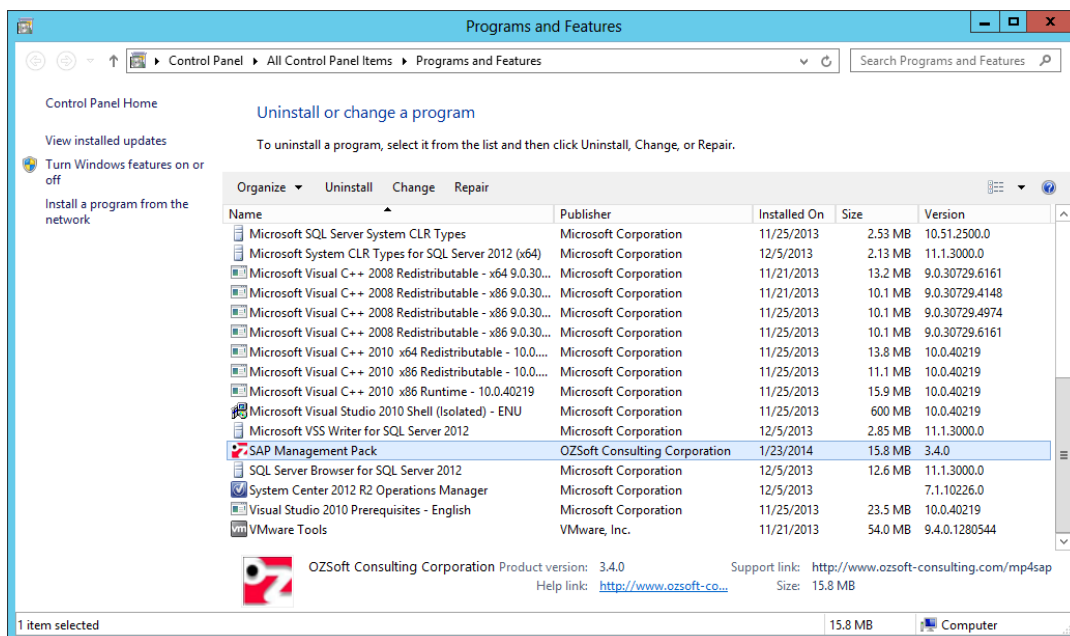 Programs and Features
Control Panel All Control Panel Items Programs and Features
Search Programs and Features
Control Panel Home
View installed updates
Turn Windows features on or
off
Install a program from the
network
Uninstall or change a program
To uninstall a program, select it from the list and then click Uninstall, Change, or Repair.
Organize Uninstall Change Repair
Name Publisher Installed On Size Version
Microsoft SQL Server System CLR Types Microsoft Corporation 11/25/2013 2.53 MB 10.51.2500.0
Microsoft System CLR Types for SQL Server 2012 (x64) Microsoft Corporation 12/5/2013 2.13 MB 11.1.3000.0
Microsoft Visual C++ 2008 Redistributable - x64 9.0.30... Microsoft Corporation 11/21/2013 13.2 MB 9.0.30729.6161
Microsoft Visual C++ 2008 Redistributable - x86 9.0.30... Microsoft Corporation 11/21/2013 10.1 MB 9.0.30729.4148
Microsoft Visual C++ 2008 Redistributable - x86 9.0.30... Microsoft Corporation 11/25/2013 10.1 MB 9.0.30729.4974
Microsoft Visual C++ 2008 Redistributable - x86 9.0.30... Microsoft Corporation 11/25/2013 10.1 MB 9.0.30729.6161
Microsoft Visual C++ 2010 x64 Redistributable - 10.0.... Microsoft Corporation 11/25/2013 13.8 MB 10.0.40219
Microsoft Visual C++ 2010 x86 Redistributable - 10.0.... Microsoft Corporation 11/25/2013 11.1 MB 10.0.40219
Microsoft Visual C++ 2010 x86 Runtime - 10.0.40219 Microsoft Corporation 11/25/2013 15.9 MB 10.0.40219
Microsoft Visual Studio 2010 Shell (Isolated) - ENU Microsoft Corporation 11/25/2013 600 MB 10.0.40219
Microsoft VSS Writer for SQL Server 2012 Microsoft Corporation 12/5/2013 2.85 MB 11.1.3000.0
SAP Management Pack OZSoft Consulting Corporation 1/23/2014 15.8 MB 3.4.0
SQL Server Browser for SQL Server 2012 Microsoft Corporation 12/5/2013 12.6 MB 11.1.3000.0
System Center 2012 R2 Operations Manager Microsoft Corporation 12/5/2013 7.1.10226.0
Visual Studio 2010 Prerequisites - English Microsoft Corporation 11/25/2013 23.5 MB 10.0.40219
vm VMware Tools VMware, Inc. 11/21/2013 54.0 MB 9.4.0.1280544
OZSoft Consulting Corporation Product version: 3.4.0 Support link: http://www.ozsoft-consulting.com/mp4sap
Help link: http://www.ozsoft-co... Size: 15.8 MB
1 item selected 15.8 MB Computer